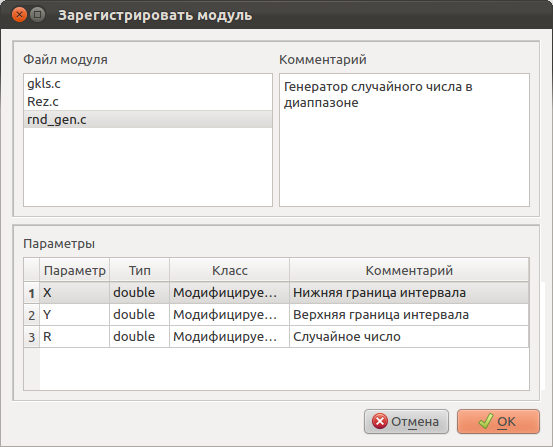 Зарегистрировать модуль
Файл модуля
gkls.c
Rez.c
rnd_gen.c
Комментарий
Генератор случайного числа в
диаппазоне
Параметры
Параметр Тип Класс Комментарий
1 X double Модифицируе... Нижняя граница интервала
2 Y double Модифицируе... Верхняя граница интервала
3 R double Модифицируе... Случайное число
Отмена OK